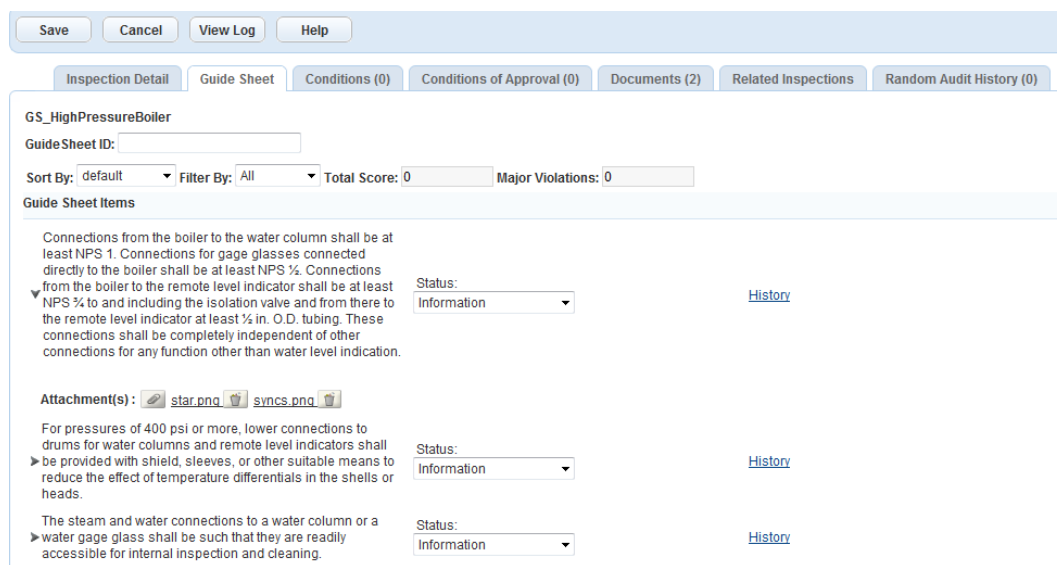 Save Cancel View Log Help
Inspection Detail Guide Sheet Conditions (0) Conditions of Approval (0) Documents (2) Related Inspections Random Audit History (0)
GS_HighPressureBoiler
Guide Sheet ID:
Sort By: default Filter By: All Total Score: 0 Major Violations: 0
Guide Sheet Items
Connections from the boiler to the water column shall be at
least NPS 1. Connections for gage glasses connected
directly to the boiler shall be at least NPS ½. Connections
from the boiler to the remote level indicator shall be at least
NPS ¾ to and including the isolation valve and from there to
the remote level indicator at least ½ in. O.D. tubing. These
connections shall be completely independent of other
connections for any function other than water level indication.
Status:
Information
History
Attachment(s) : star.png syncs.png
For pressures of 400 psi or more, lower connections to
drums for water columns and remote level indicators shall
be provided with shield, sleeves, or other suitable means to
reduce the effect of temperature differentials in the shells or
heads.
Status:
Information
History
The steam and water connections to a water column or a
water gage glass shall be such that they are readily
accessible for internal inspection and cleaning.
Status:
Information
History